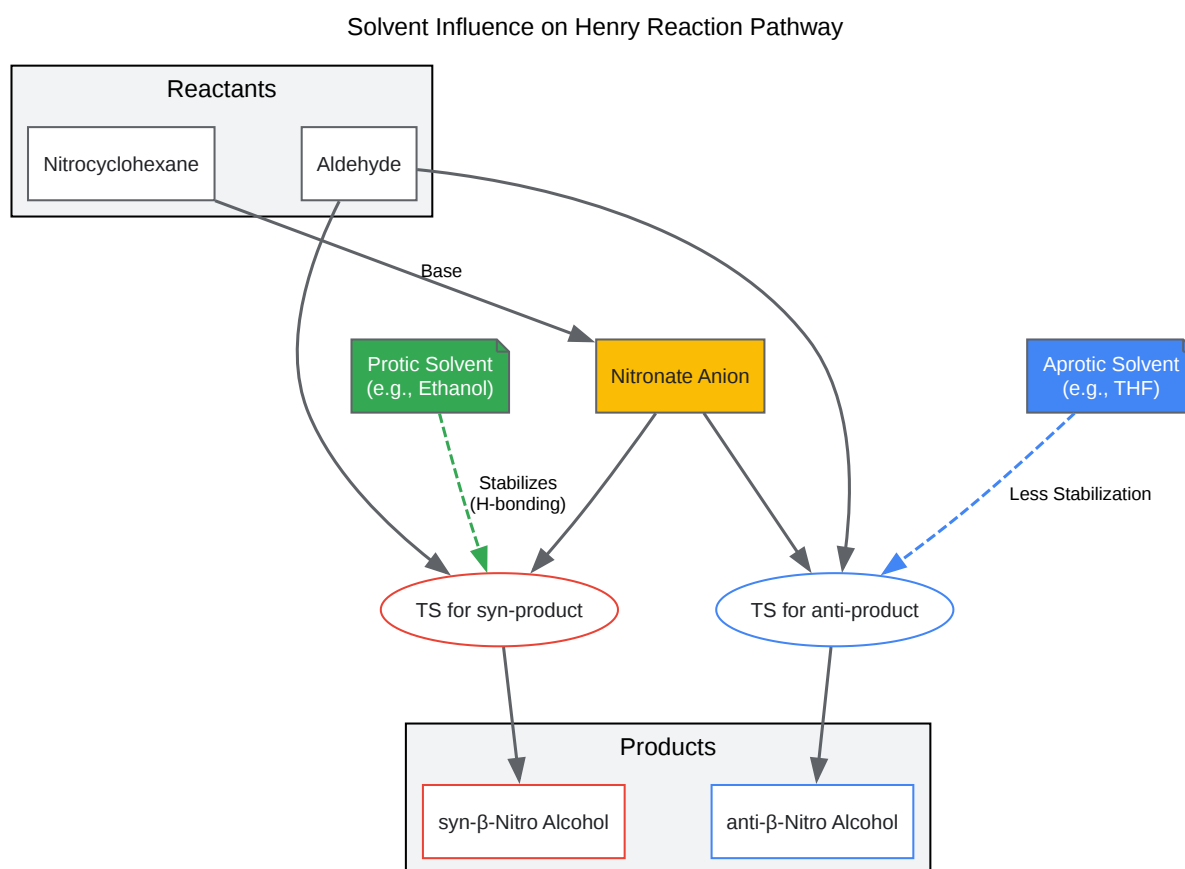 Solvent Influence on Henry Reaction Pathway
Reactants
Nitrocyclohexane
Aldehyde
Base
Protic Solvent
(e.g., Ethanol)
Nitronate Anion
Aprotic Solvent
(e.g., THF)
Stabilizes
(H-bonding)
Less Stabilization
TS for syn-product
TS for anti-product
Products
syn-β-Nitro Alcohol
anti-β-Nitro Alcohol